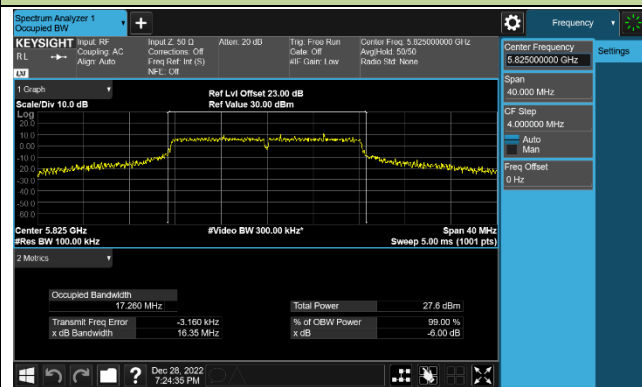 Spectrum Analyzer 1
Occupied BW
Frequency
KEYSIGHT
Input: RF
Coupling: AC
Align: Auto
Input Z: 50 Ω
Corrections: Off
Freq Ref: Int (S)
NFE: Off
Atten: 20 dB
Trig: Free Run
Gate: Off
#IF Gain: Low
Center Freq: 5.825000000 GHz
Avg|Hold: 50/50
Radio Std: None
RL
LXI
Center Frequency
5.825000000 GHz
Settings
Span
40.000 MHz
CF Step
4.000000 MHz
Auto
Man
Freq Offset
0 Hz
1 Graph
Scale/Div 10.0 dB
Ref Lvl Offset 23.00 dB
Ref Value 30.00 dBm
Log
20.0
10.0
0.00
-10.0
-20.0
-30.0
-40.0
-50.0
-60.0
Center 5.825 GHz
#Res BW 100.00 kHz
#Video BW 300.00 kHz*
Span 40 MHz
Sweep 5.00 ms (1001 pts)
2 Metrics
Occupied Bandwidth
17.260 MHz
Total Power 27.6 dBm
Transmit Freq Error -3.160 kHz
% of OBW Power 99.00 %
x dB Bandwidth 16.35 MHz
x dB -6.00 dB
Dec 28, 2022
7:24:35 PM